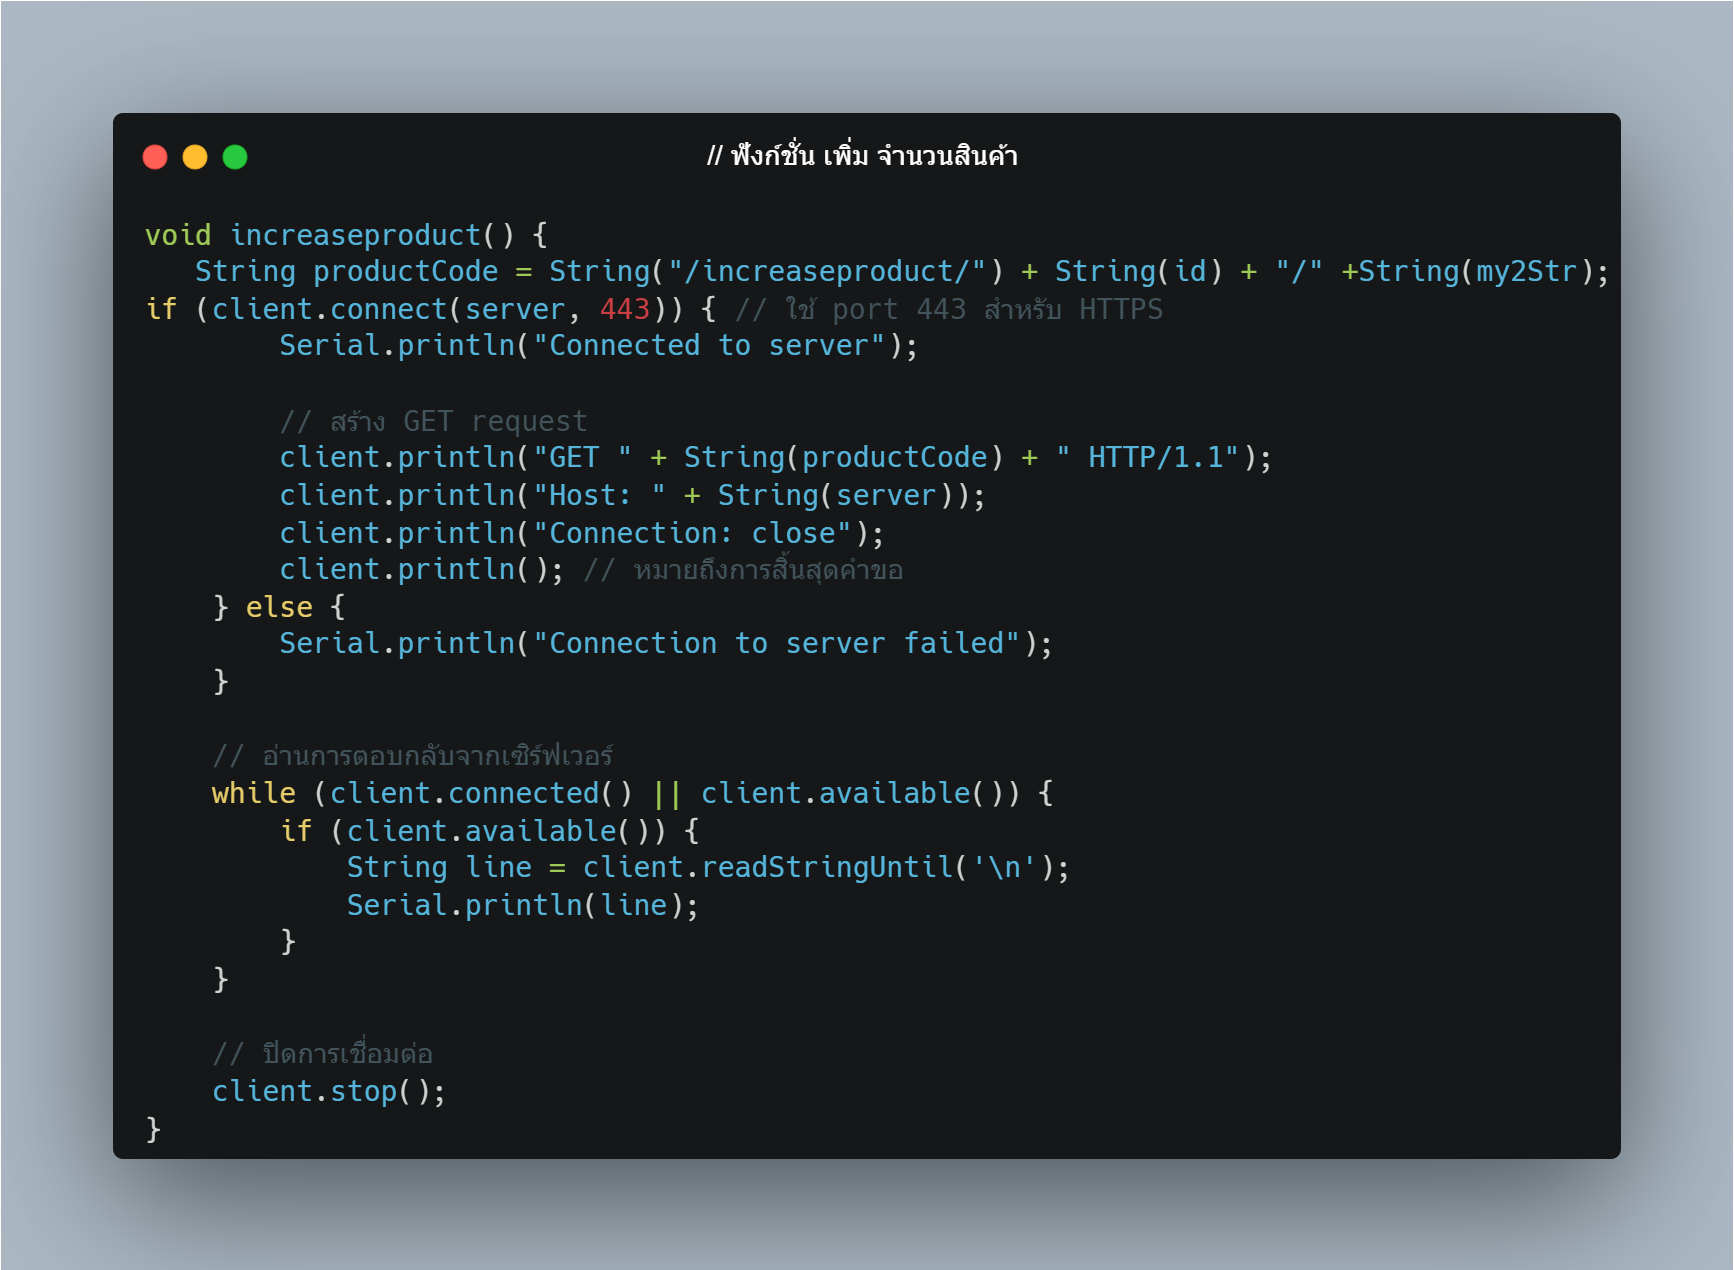 // ฟังก์ชั่น เพิ่ม จำนวนสินค้า
void increaseproduct() {
   String productCode = String("/increaseproduct/") + String(id) + "/" +String(my2Str);
if (client.connect(server, 443)) { // ใช้ port 443 สำหรับ HTTPS
        Serial.println("Connected to server");
        // สร้าง GET request
        client.println("GET " + String(productCode) + " HTTP/1.1");
        client.println("Host: " + String(server));
        client.println("Connection: close");
        client.println(); // หมายถึงการสิ้นสุดคำขอ
    } else {
        Serial.println("Connection to server failed");
    }
    // อ่านการตอบกลับจากเซิร์ฟเวอร์
    while (client.connected() || client.available()) {
        if (client.available()) {
            String line = client.readStringUntil('\n');
            Serial.println(line);
        }
    }
    // ปิดการเชื่อมต่อ
    client.stop();
}